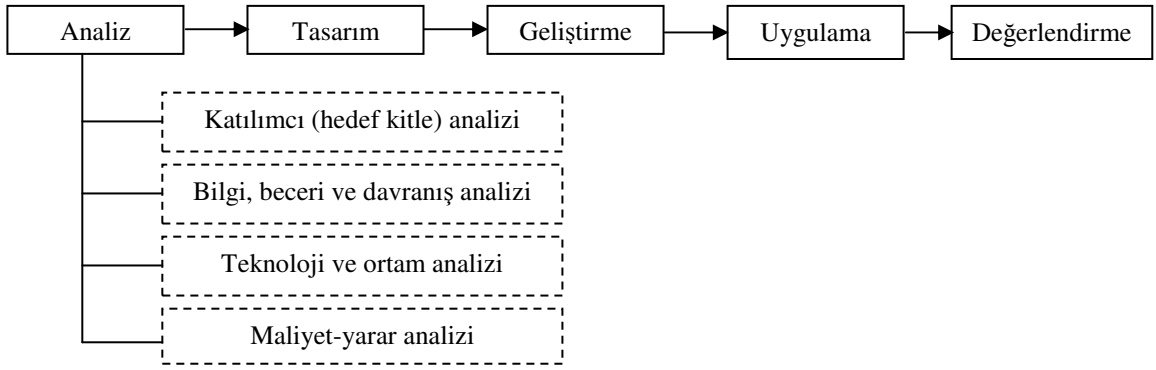 Analiz
Tasarım
Geliştirme
Uygulama
Değerlendirme
Katılımcı (hedef kitle) analizi
Bilgi, beceri ve davranış analizi
Teknoloji ve ortam analizi
Maliyet-yarar analizi